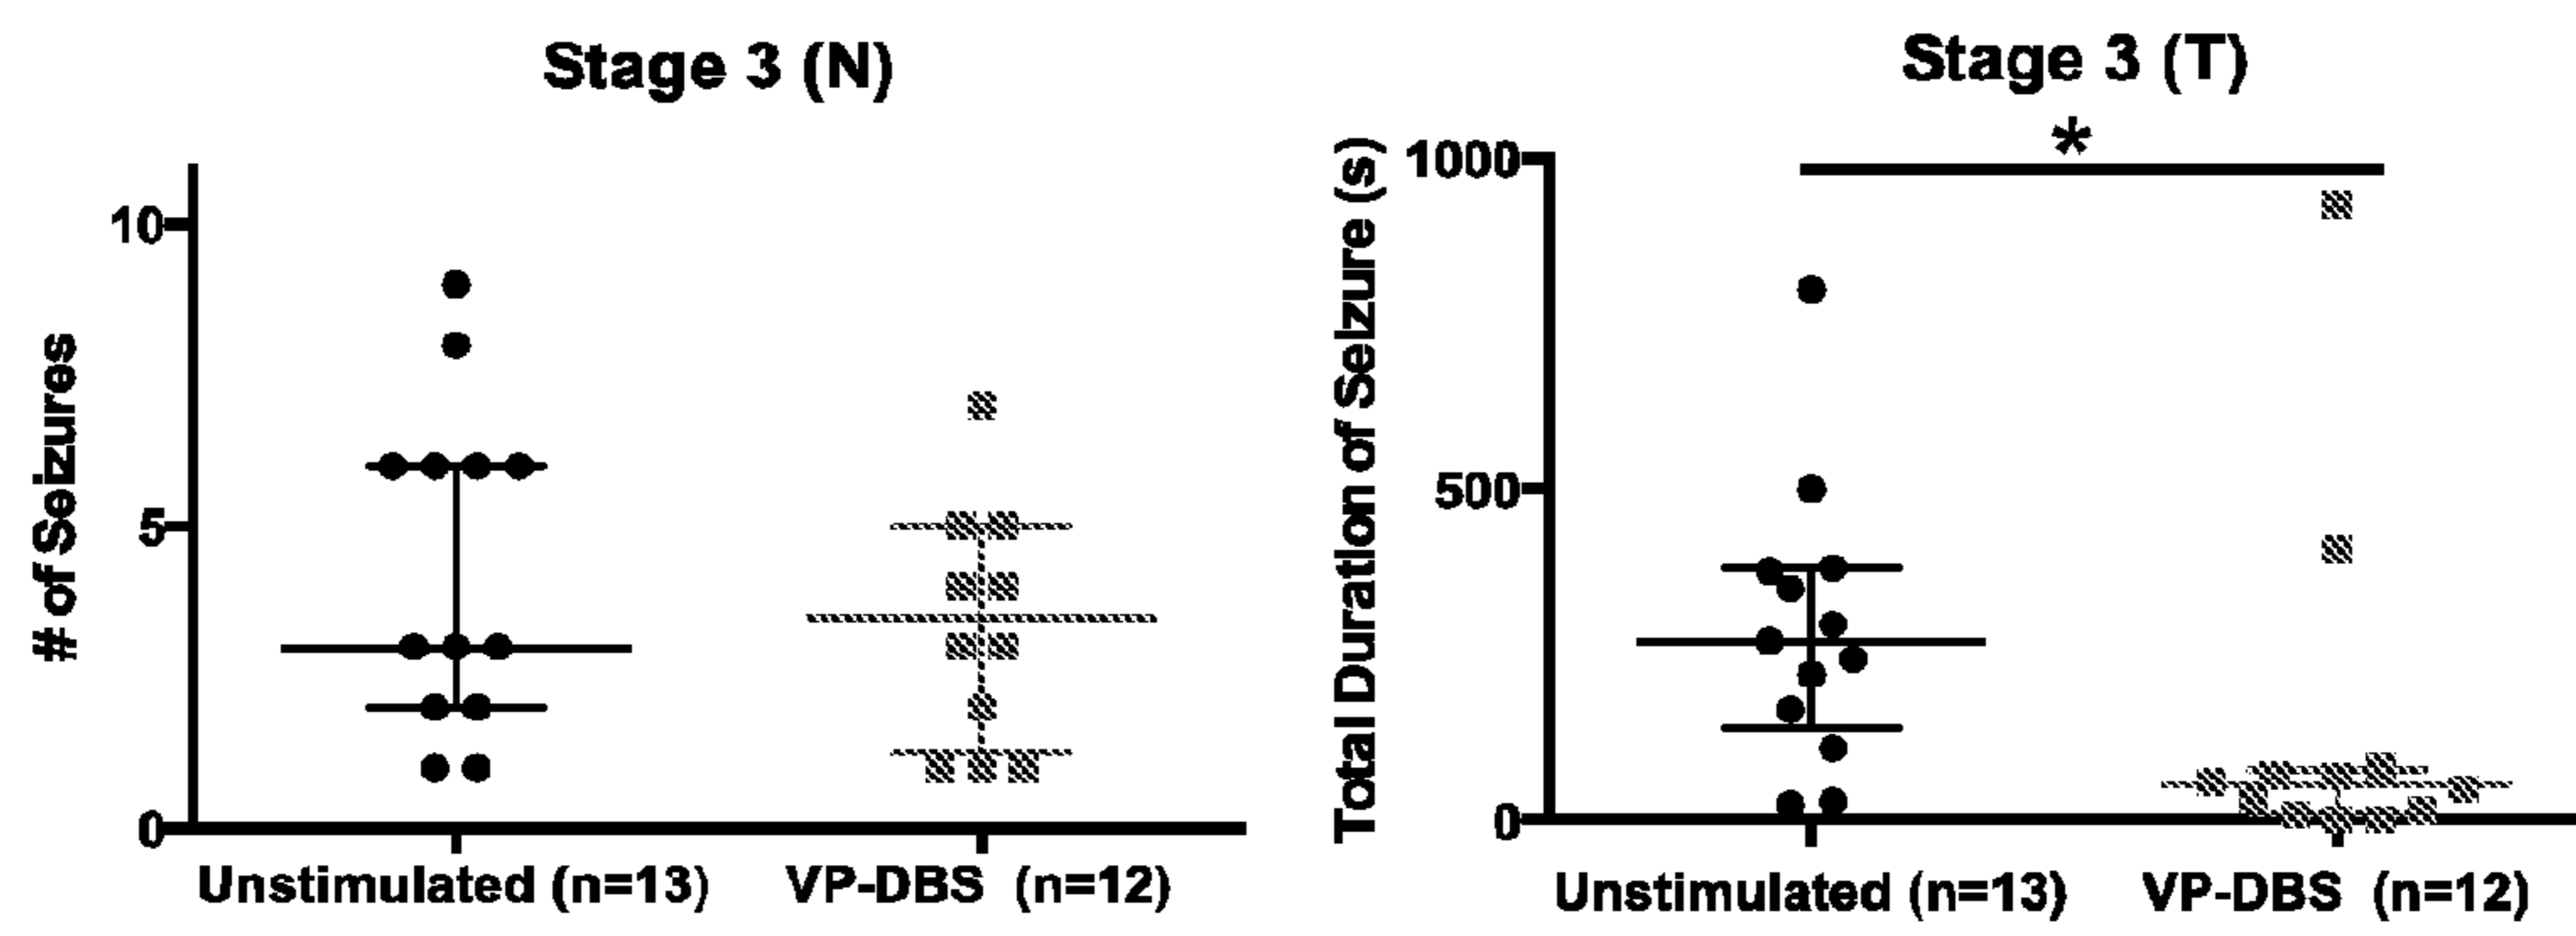 Stage 3 (N)
# of Seizures
10
5
0
Unstimulated (n=13)
VP-DBS (n=12)
Stage 3 (T)
*
Total Duration of Seizure (s)
1000
500
0
Unstimulated (n=13)
VP-DBS (n=12)